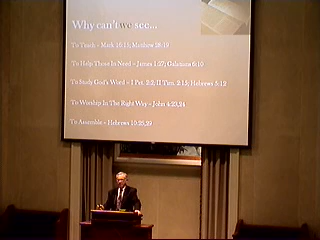 Why can't we see...
To Teach – Mark 16:15; Matthew 28:19
To Help Those In Need – James 1:27; Galatians 6:10
To Study God's Word – I Pet. 2:2; II Tim. 2:15; Hebrews 5:12
To Worship In The Right Way – John 4:23,24
To Assemble – Hebrews 10:25,29